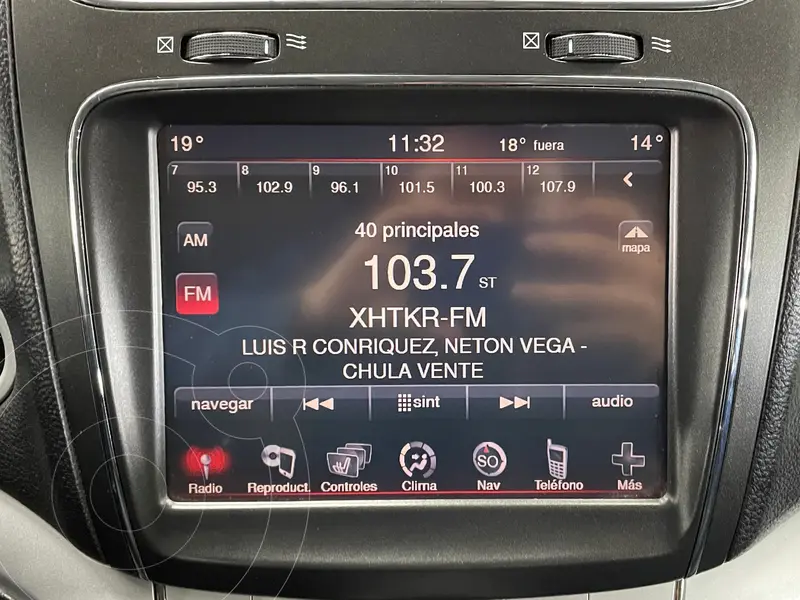 19° 11:32 18° fuera 14°
7 95.3 8 102.9 9 96.1 10 101.5 11 100.3 12 107.9
AM 40 principales mapa
FM 103.7 ST
XHTKR-FM
LUIS R CONRIQUEZ, NETON VEGA -
CHULA VENTE
navegar sint audio
Radio Reproduct. Controles Clima SO Nav Teléfono Más